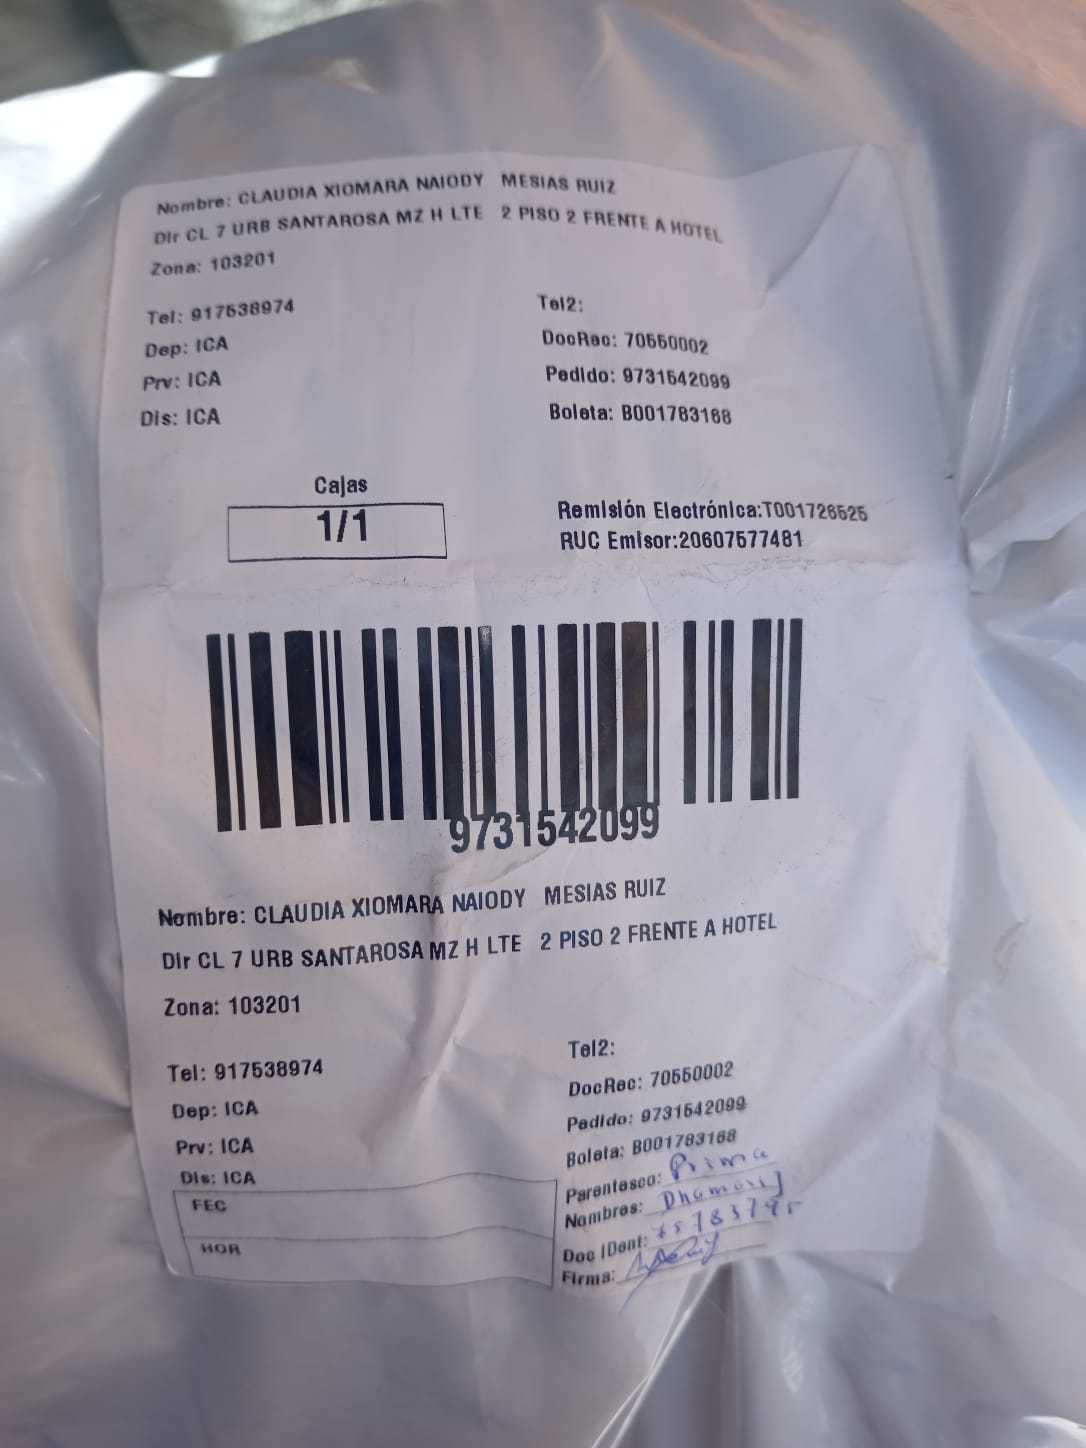 Nombre: CLAUDIA XIOMARA NAIODY MESIAS RUIZ
Dir CL 7 URB SANTAROSA MZ H LTE 2 PISO 2 FRENTE A HOTEL
Zona: 103201
Tel: 917538974 Tel2:
Dep: ICA DocRec: 70550002
Prv: ICA Pedido: 9731542099
Dis: ICA Boleta: B001783168
Cajas
1/1
Remisión Electrónica:T001726525
RUC Emisor:20607577481
9731542099
Nombre: CLAUDIA XIOMARA NAIODY MESIAS RUIZ
Dir CL 7 URB SANTAROSA MZ H LTE 2 PISO 2 FRENTE A HOTEL
Zona: 103201
Tel: 917538974 Tel2:
Dep: ICA DocRec: 70550002
Prv: ICA Pedido: 9731542099
Dis: ICA Boleta: B001783168
FEC Parentesco: Prima
Nombres:
HOR Doc IDent:
Firma: